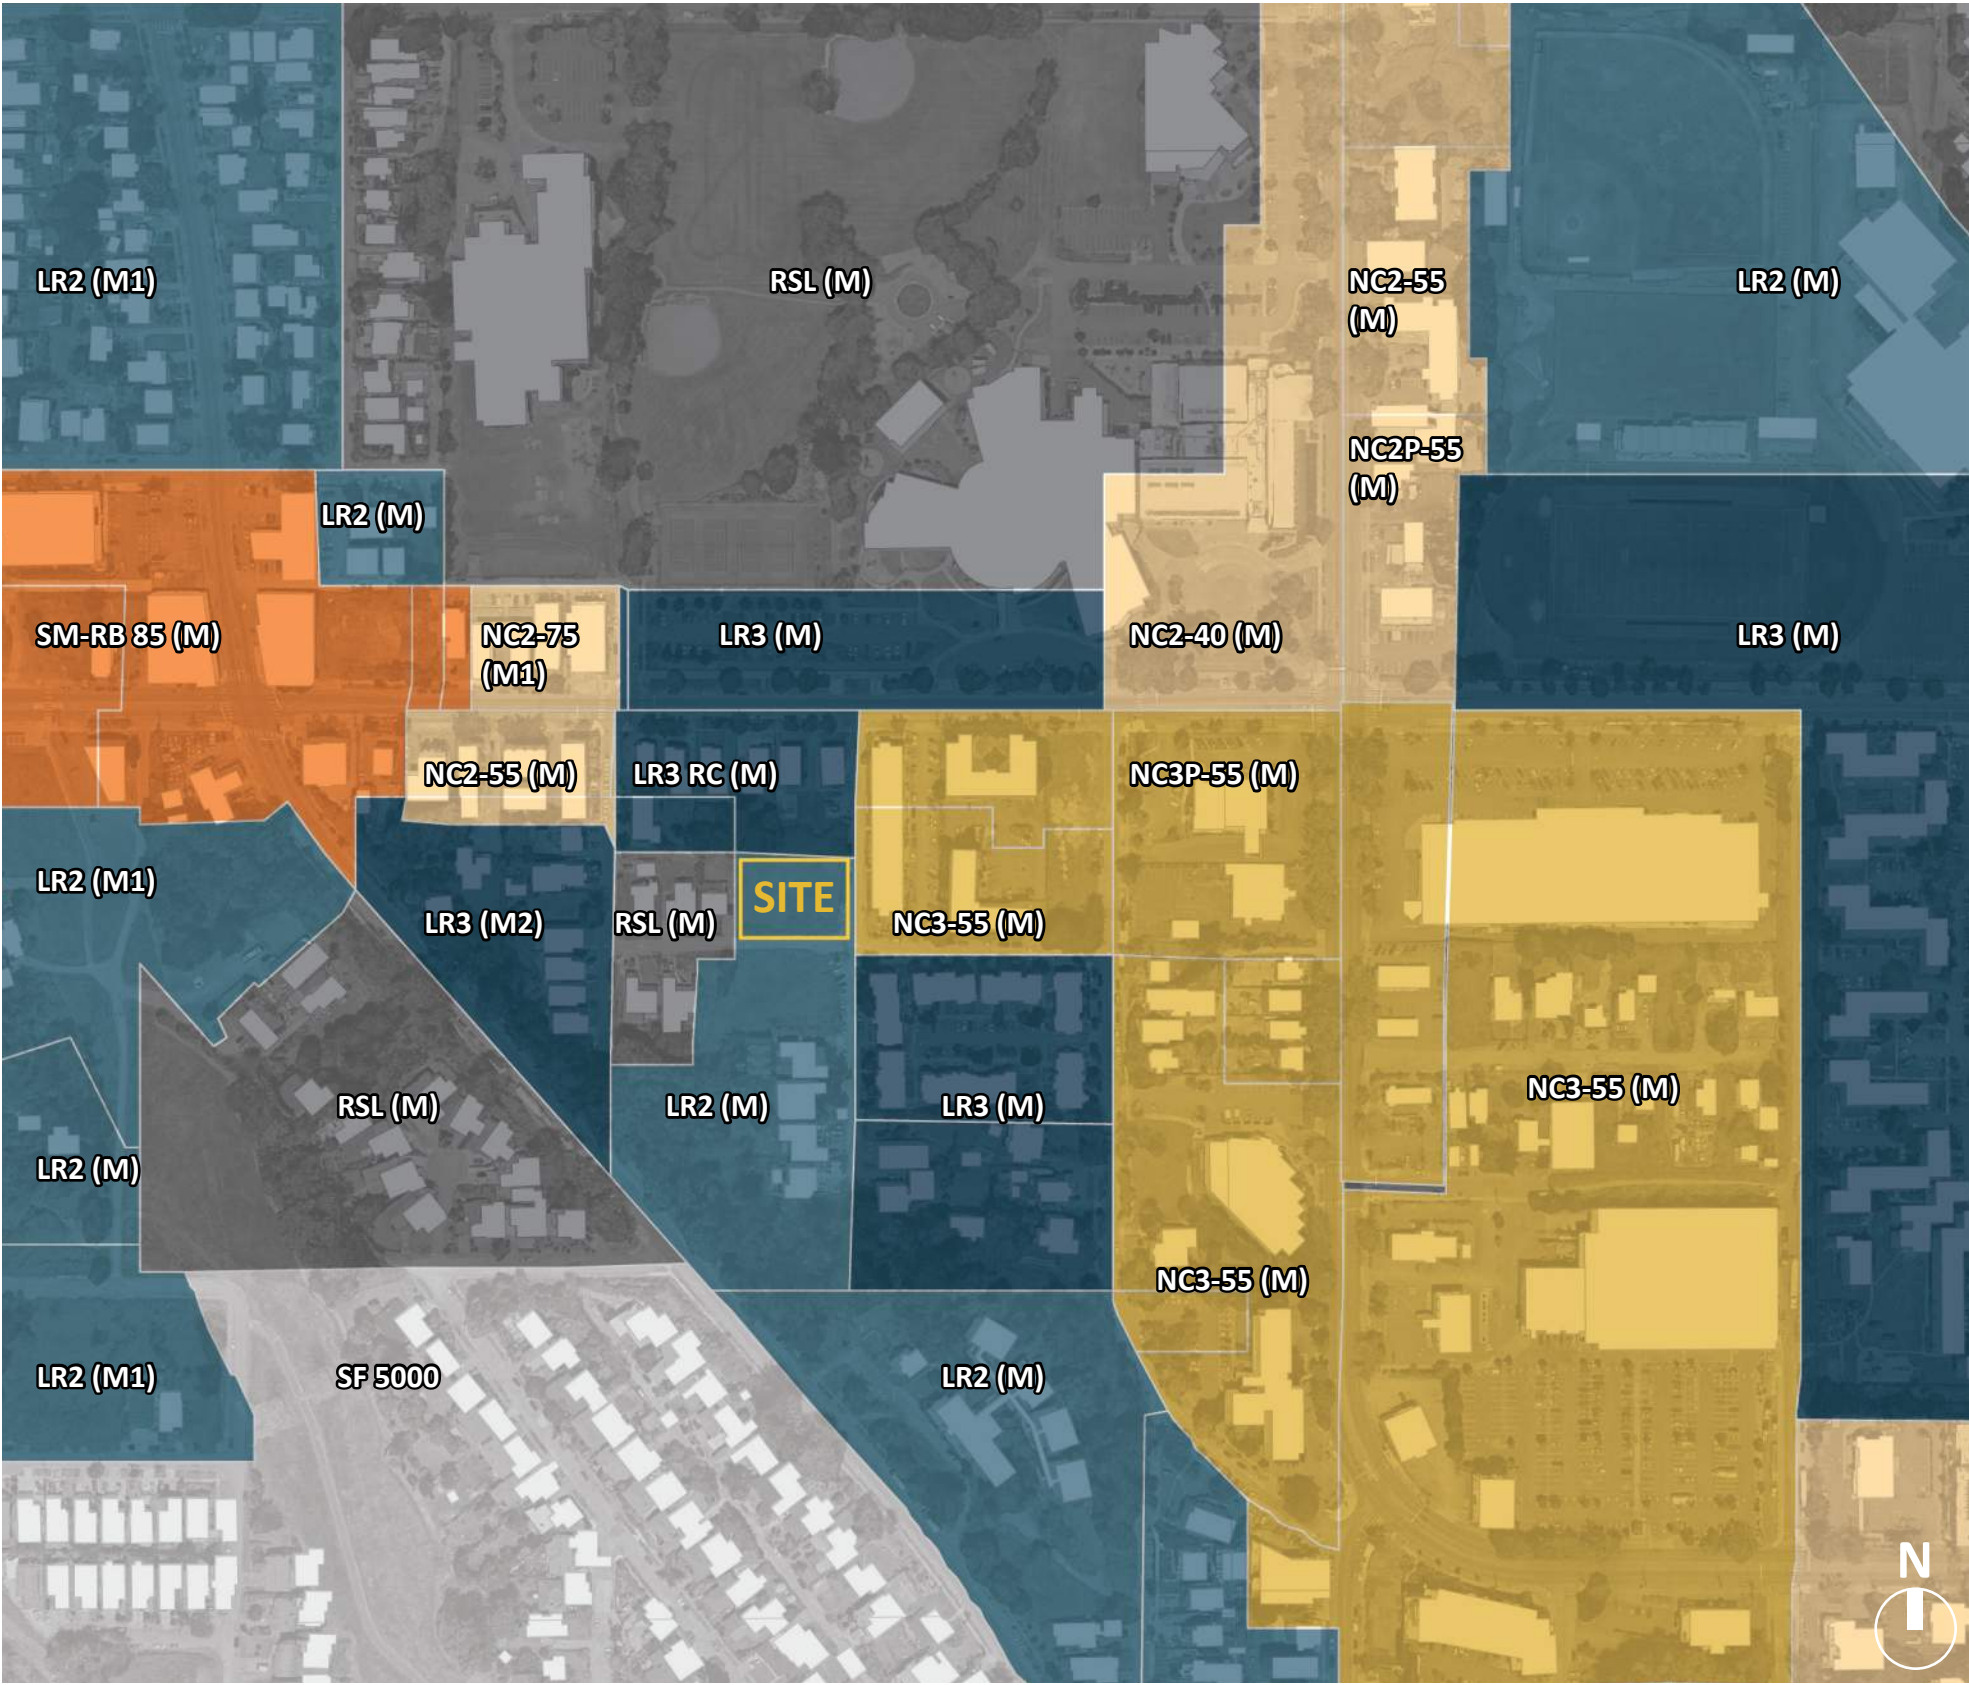 LR2 (M1)
RSL (M)
NC2-55
(M)
LR2 (M)
NC2P-55
(M)
LR2 (M)
SM-RB 85 (M)
NC2-75
(M1)
LR3 (M)
NC2-40 (M)
LR3 (M)
NC2-55 (M)
LR3 RC (M)
NC3P-55 (M)
LR2 (M1)
LR3 (M2)
RSL (M)
SITE
NC3-55 (M)
RSL (M)
LR2 (M)
LR3 (M)
NC3-55 (M)
LR2 (M)
NC3-55 (M)
LR2 (M1)
SF 5000
LR2 (M)
N